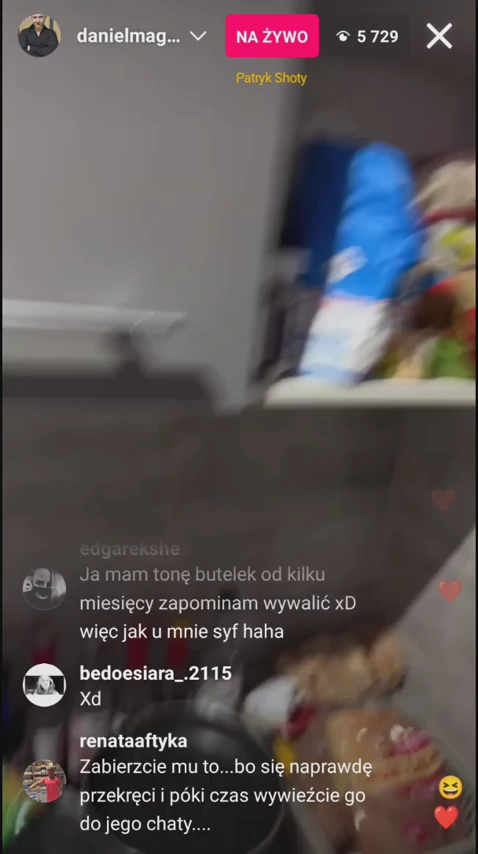 danielmag...
NA ŻYWO
5 729
Patryk Shoty
edgarekshe
Ja mam tonę butelek od kilku
miesięcy zapominam wywalić xD
więc jak u mnie syf haha
bedoesiara_.2115
Xd
renataaftyka
Zabierzcie mu to...bo się naprawdę
przekręci i póki czas wywieźcie go
do jego chaty....